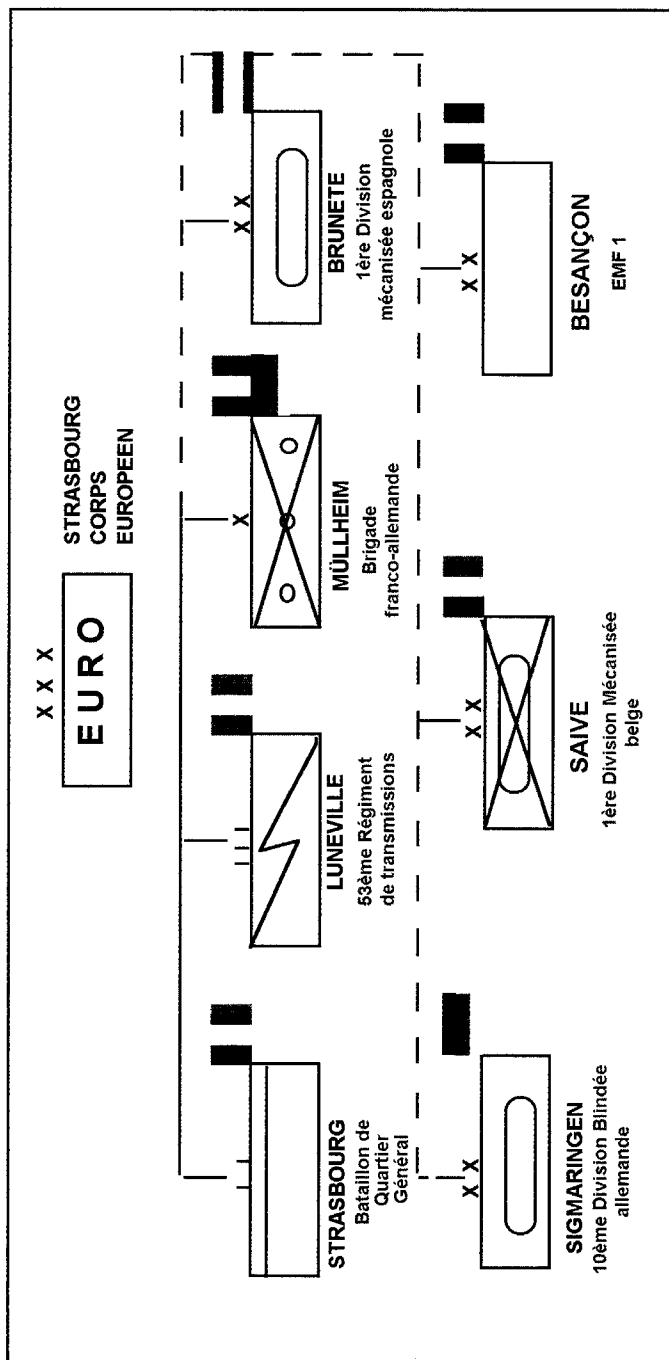 X X X
EURO
STRASBOURG
CORPS
EUROPEEN
STRASBOURG
Bataillon de
Quartier
Général
LUNEVILLE
53ème Régiment
de transmissions
X
MÜLLHEIM
Brigade
franco-allemande
X X
BRUNETE
1ère Division
mécanisée espagnole
X X
SIGMARINGEN
10ème Division Blindée
allemande
X X
SAIVE
1ère Division Mécanisée
belge
X X
BESANÇON
EMF 1